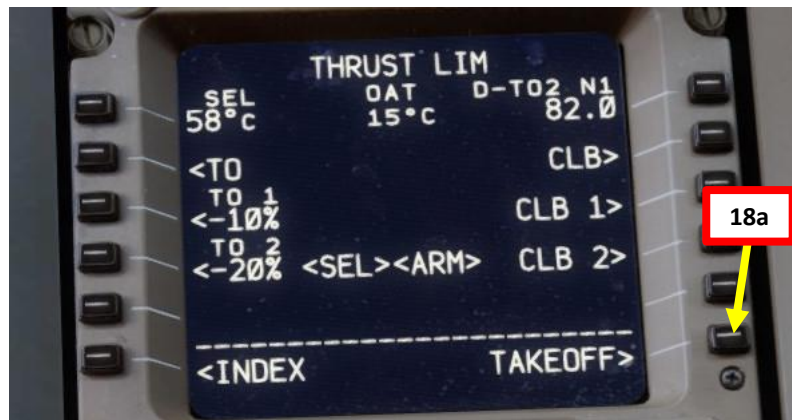 THRUST LIM
SEL OAT D-TO2 N1
58°C 15°C 82.0
<TO CLB>
TO 1
<-10% CLB 1>
TO 2
<-20% <SEL><ARM> CLB 2>
<INDEX TAKEOFF>
18a